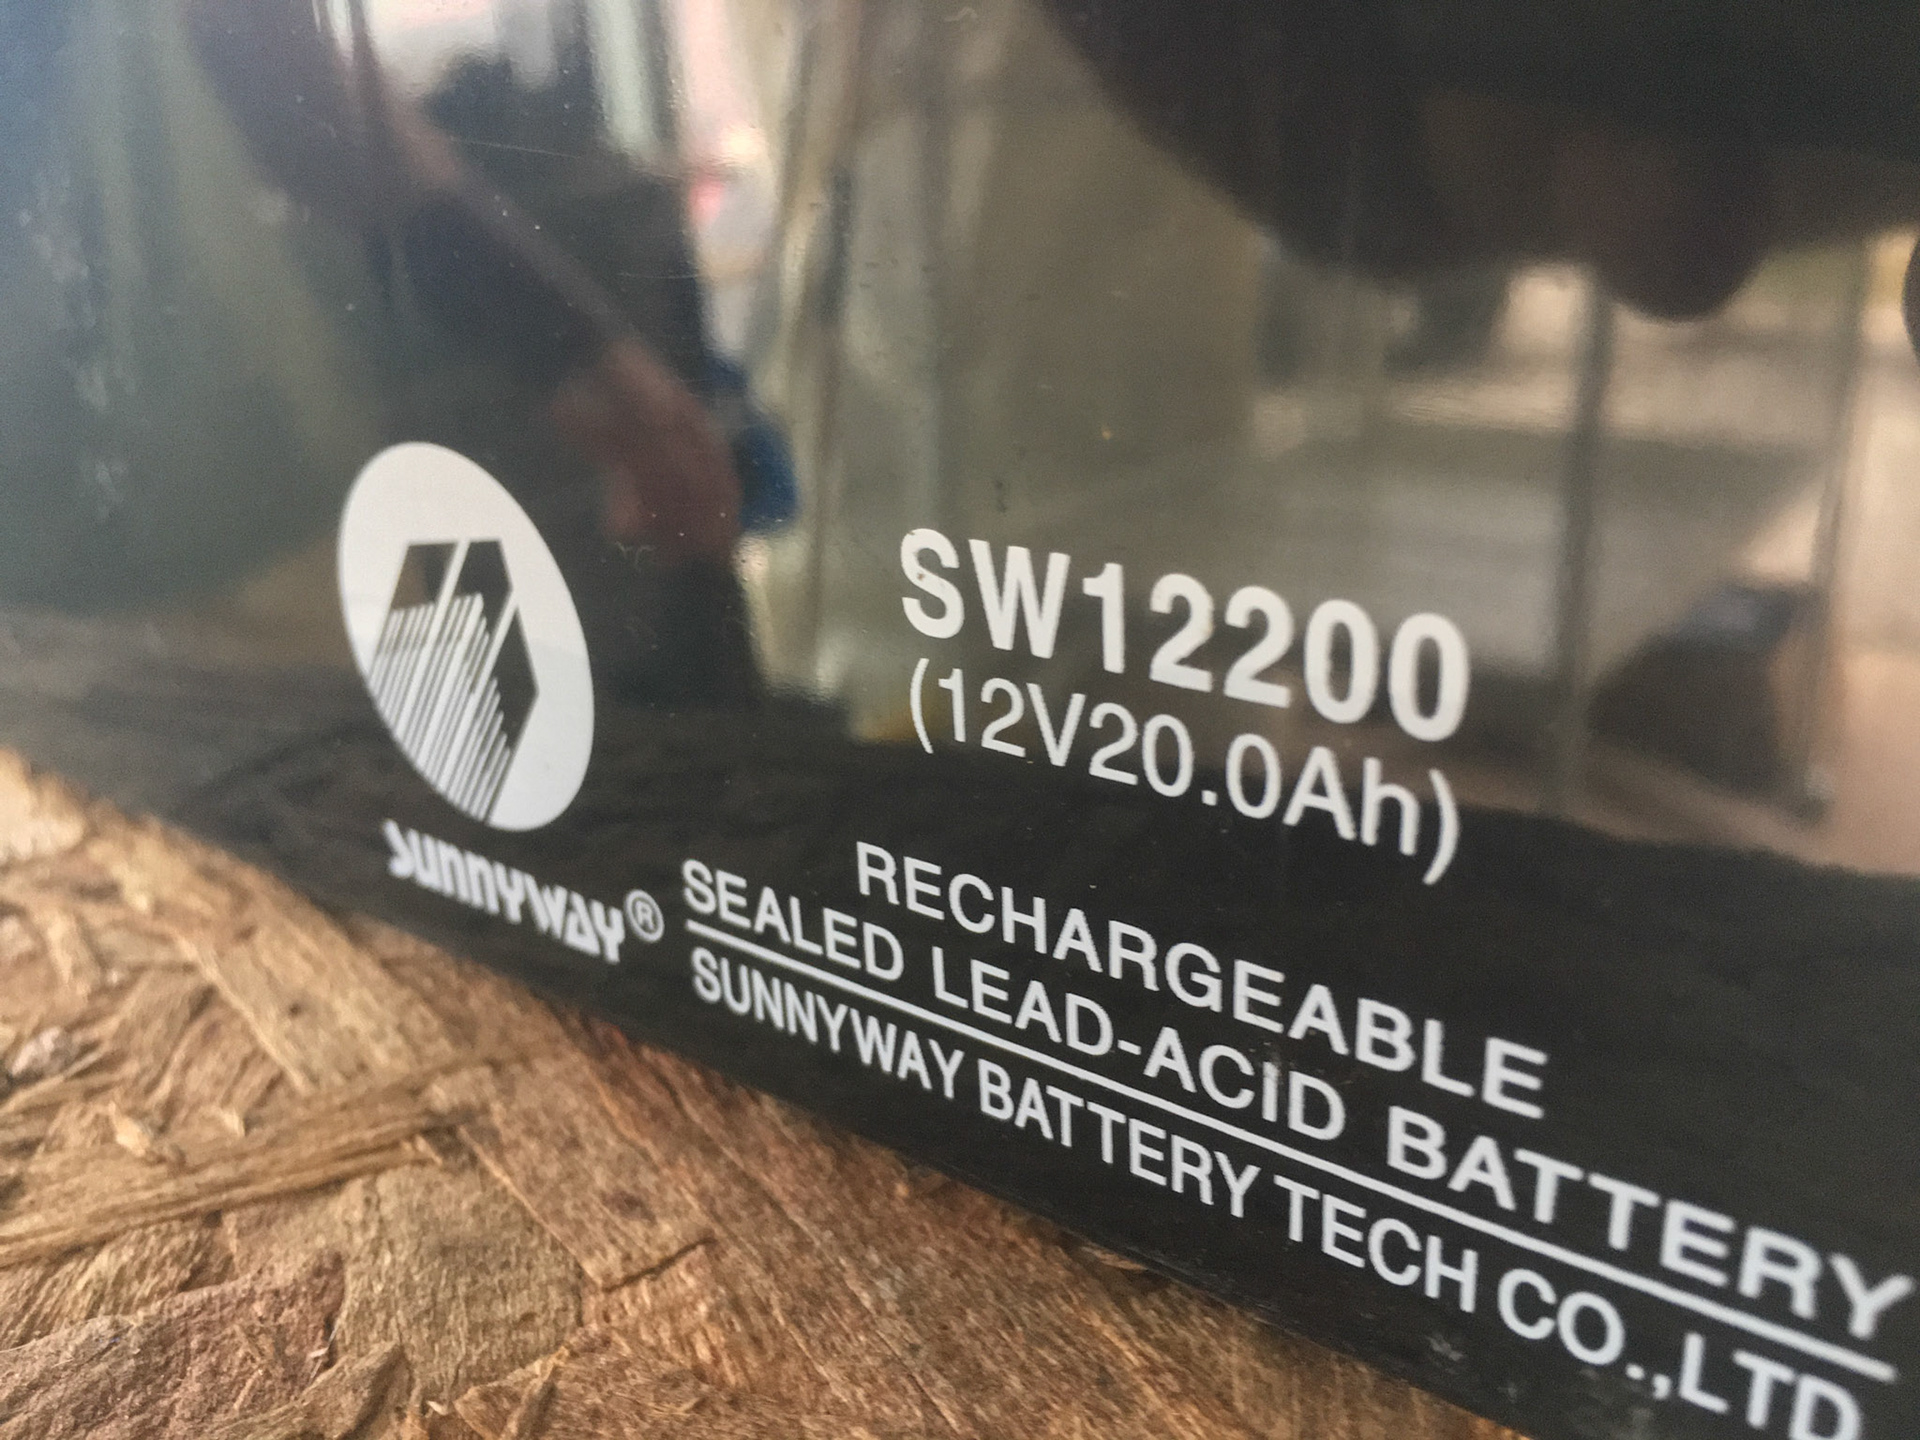 SW12200
(12V20.0Ah)
sunnyway®
RECHARGEABLE
SEALED LEAD-ACID BATTERY
SUNNYWAY BATTERY TECH CO.,LTD